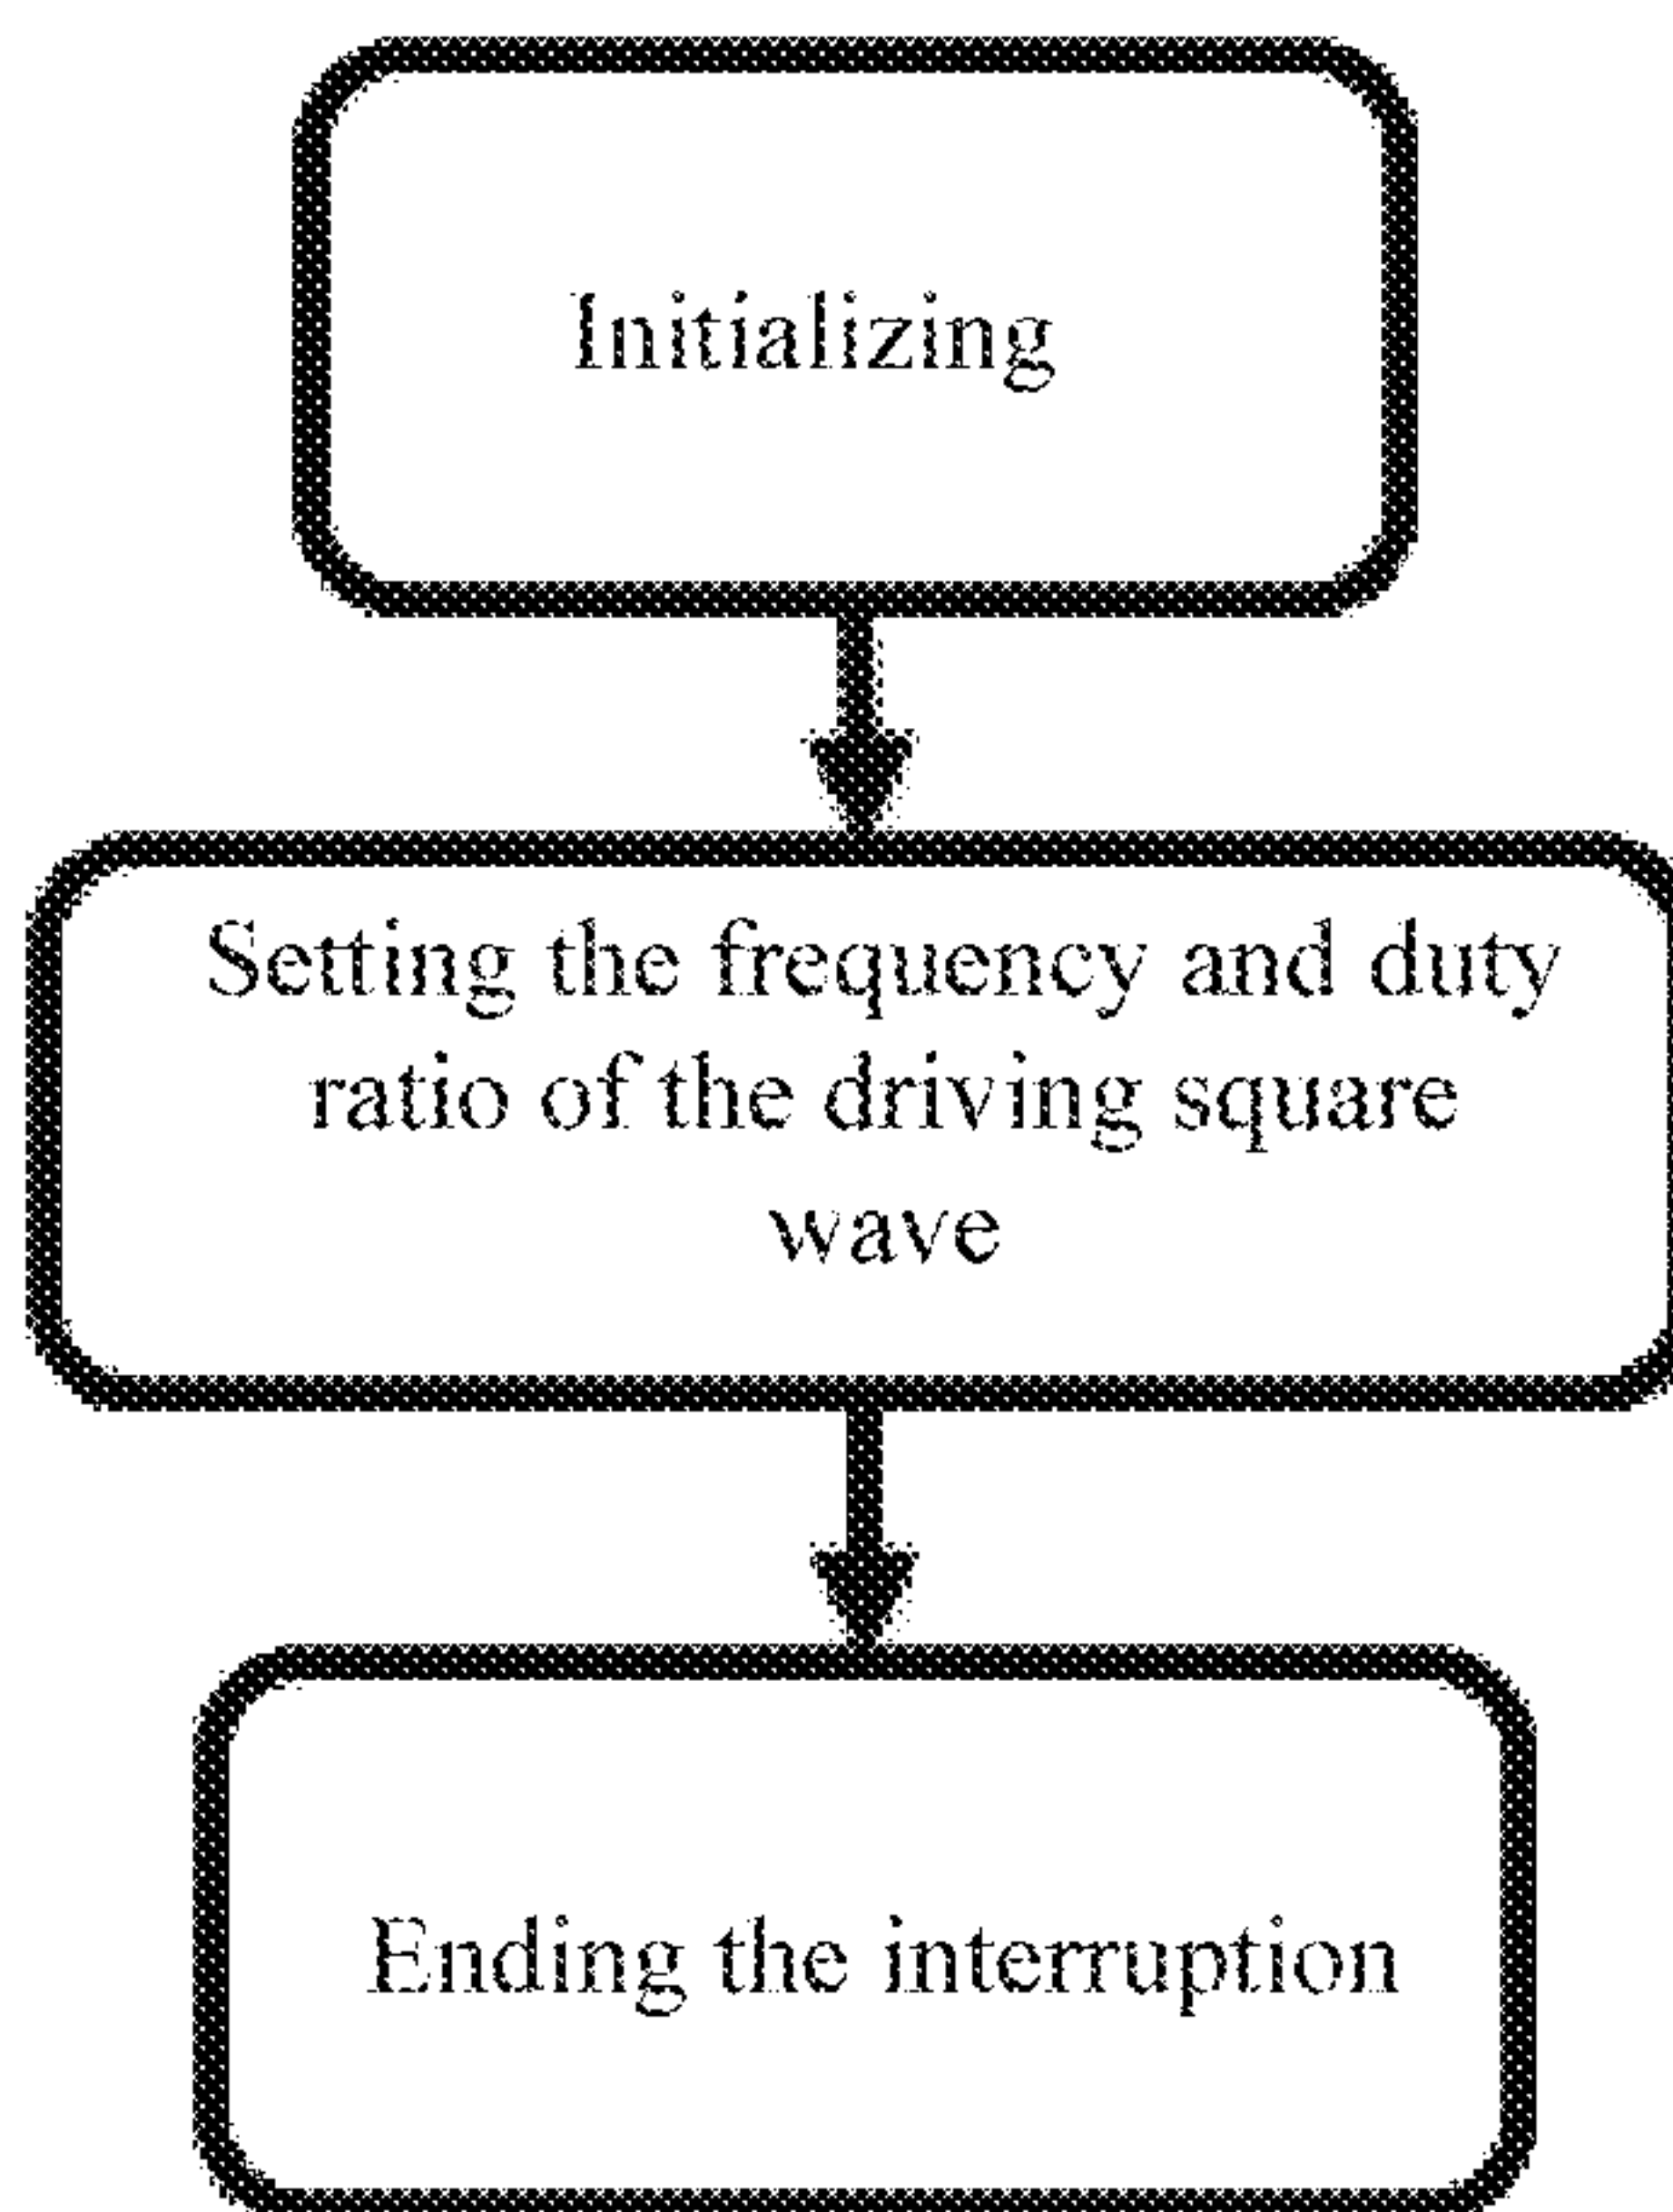 Initializing
Setting the frequency and duty
ratio of the driving square
wave
Ending the interruption